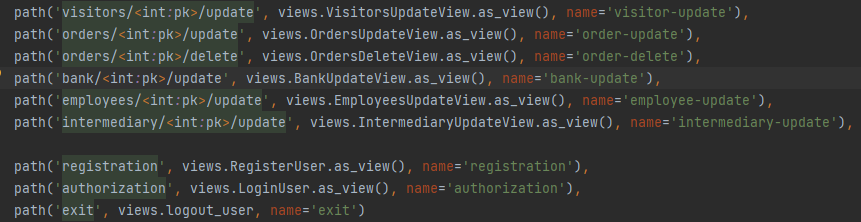 path('visitors/<int:pk>/update', views.VisitorsUpdateView.as_view(), name='visitor-update'),
path('orders/<int:pk>/update', views.OrdersUpdateView.as_view(), name='order-update'),
path('orders/<int:pk>/delete', views.OrdersDeleteView.as_view(), name='order-delete'),
path('bank/<int:pk>/update', views.BankUpdateView.as_view(), name='bank-update'),
path('employees/<int:pk>/update', views.EmployeesUpdateView.as_view(), name='employee-update'),
path('intermediary/<int:pk>/update', views.IntermediaryUpdateView.as_view(), name='intermediary-update'),
path('registration', views.RegisterUser.as_view(), name='registration'),
path('authorization', views.LoginUser.as_view(), name='authorization'),
path('exit', views.logout_user, name='exit')